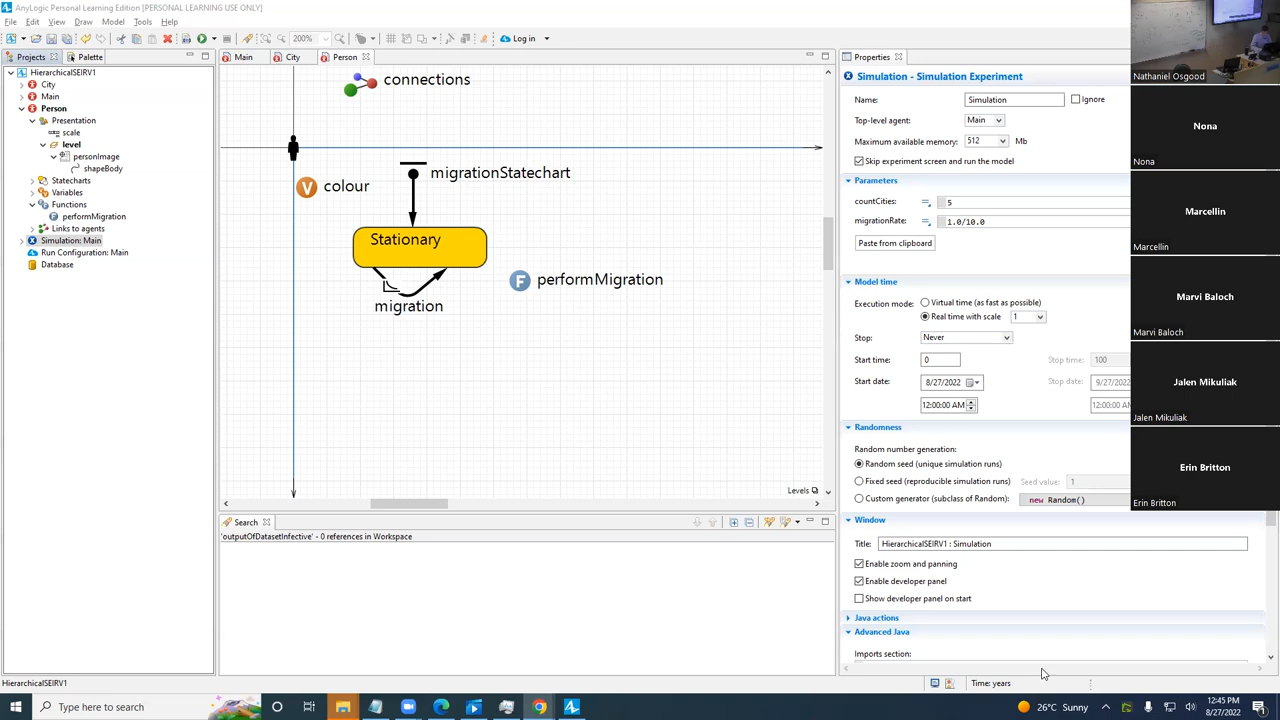 AnyLogic Personal Learning Edition [PERSONAL LEARNING USE ONLY]
File Edit View Draw Model Tools Help
200% Log in
Projects Palette
HierarchicalSEIRV1
City
Main
Person
Presentation
scale
level
personImage
shapeBody
Statecharts
Variables
Functions
performMigration
Links to agents
Simulation: Main
Run Configuration: Main
Database
Main City Person
connections
V colour
migrationStatechart
Stationary
migration
F performMigration
Levels
Search
'outputOfDatasetInfective' - 0 references in Workspace
Properties
Simulation - Simulation Experiment
Name: Simulation Ignore
Top-level agent: Main
Maximum available memory: 512 Mb
Skip experiment screen and run the model
Parameters
countCities 5
migrationRate: 1.0/10.0
Paste from clipboard
Model time
Execution mode: Virtual time (as fast as possible)
Real time with scale 1
Stop: Never
Start time: 0 Stop time: 100
Start date: 8/27/2022 Stop date: 9/27/2022
12:00:00 AM 12:00:00 AM
Randomness
Random number generation:
Random seed (unique simulation runs)
Fixed seed (reproducible simulation runs) Seed value: 1
Custom generator (subclass of Random): new Random()
Window
Title: HierarchicalSEIRV1 : Simulation
Enable zoom and panning
Enable developer panel
Show developer panel on start
Java actions
Advanced Java
Imports section:
Nathaniel Osgood
Nona
Nona
Marcellin
Marcellin
Marvi Baloch
Marvi Baloch
Jalen Mikuliak
Jalen Mikuliak
Erin Britton
Erin Britton
HierarchicalSEIRV1
Time: years
Type here to search
26°C Sunny
12:45 PM
8/27/2022
1